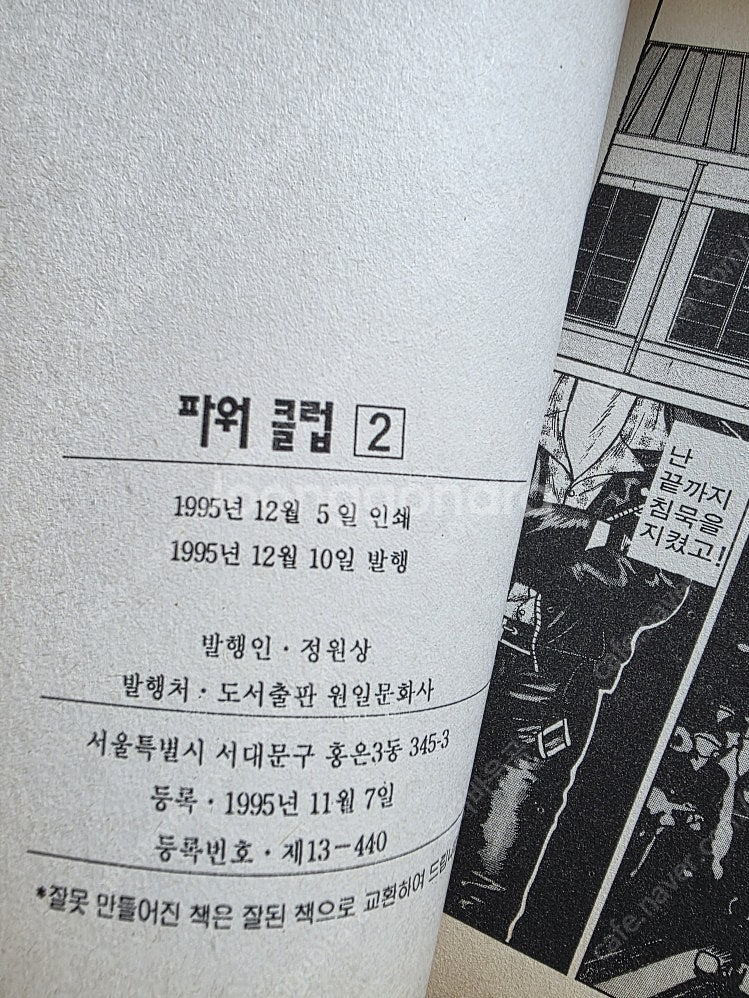 파워 클럽 2
1995년 12월 5일 인쇄
1995년 12월 10일 발행
발행인 · 정원상
발행처 · 도서출판 원일문화사
서울특별시 서대문구 홍은3동 345-3
등록 · 1995년 11월 7일
등록번호 · 제13-440
*잘못 만들어진 책은 잘된 책으로 교환하여
난
끝까지
침묵을
지켰고!
cafe.naver.com